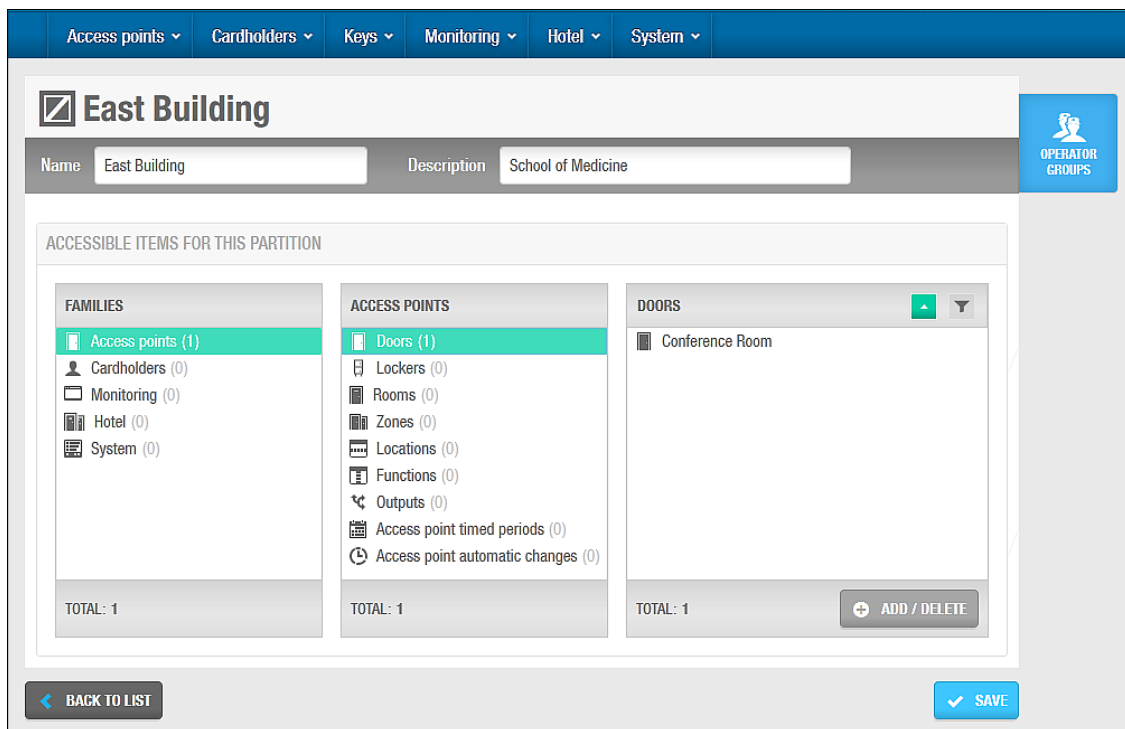 Access points Cardholders Keys Monitoring Hotel System
East Building
OPERATOR
GROUPS
Name East Building Description School of Medicine
ACCESSIBLE ITEMS FOR THIS PARTITION
FAMILIES
Access points (1)
Cardholders (0)
Monitoring (0)
Hotel (0)
System (0)
TOTAL: 1
ACCESS POINTS
Doors (1)
Lockers (0)
Rooms (0)
Zones (0)
Locations (0)
Functions (0)
Outputs (0)
Access point timed periods (0)
Access point automatic changes (0)
TOTAL: 1
DOORS
Conference Room
TOTAL: 1 ADD / DELETE
BACK TO LIST SAVE